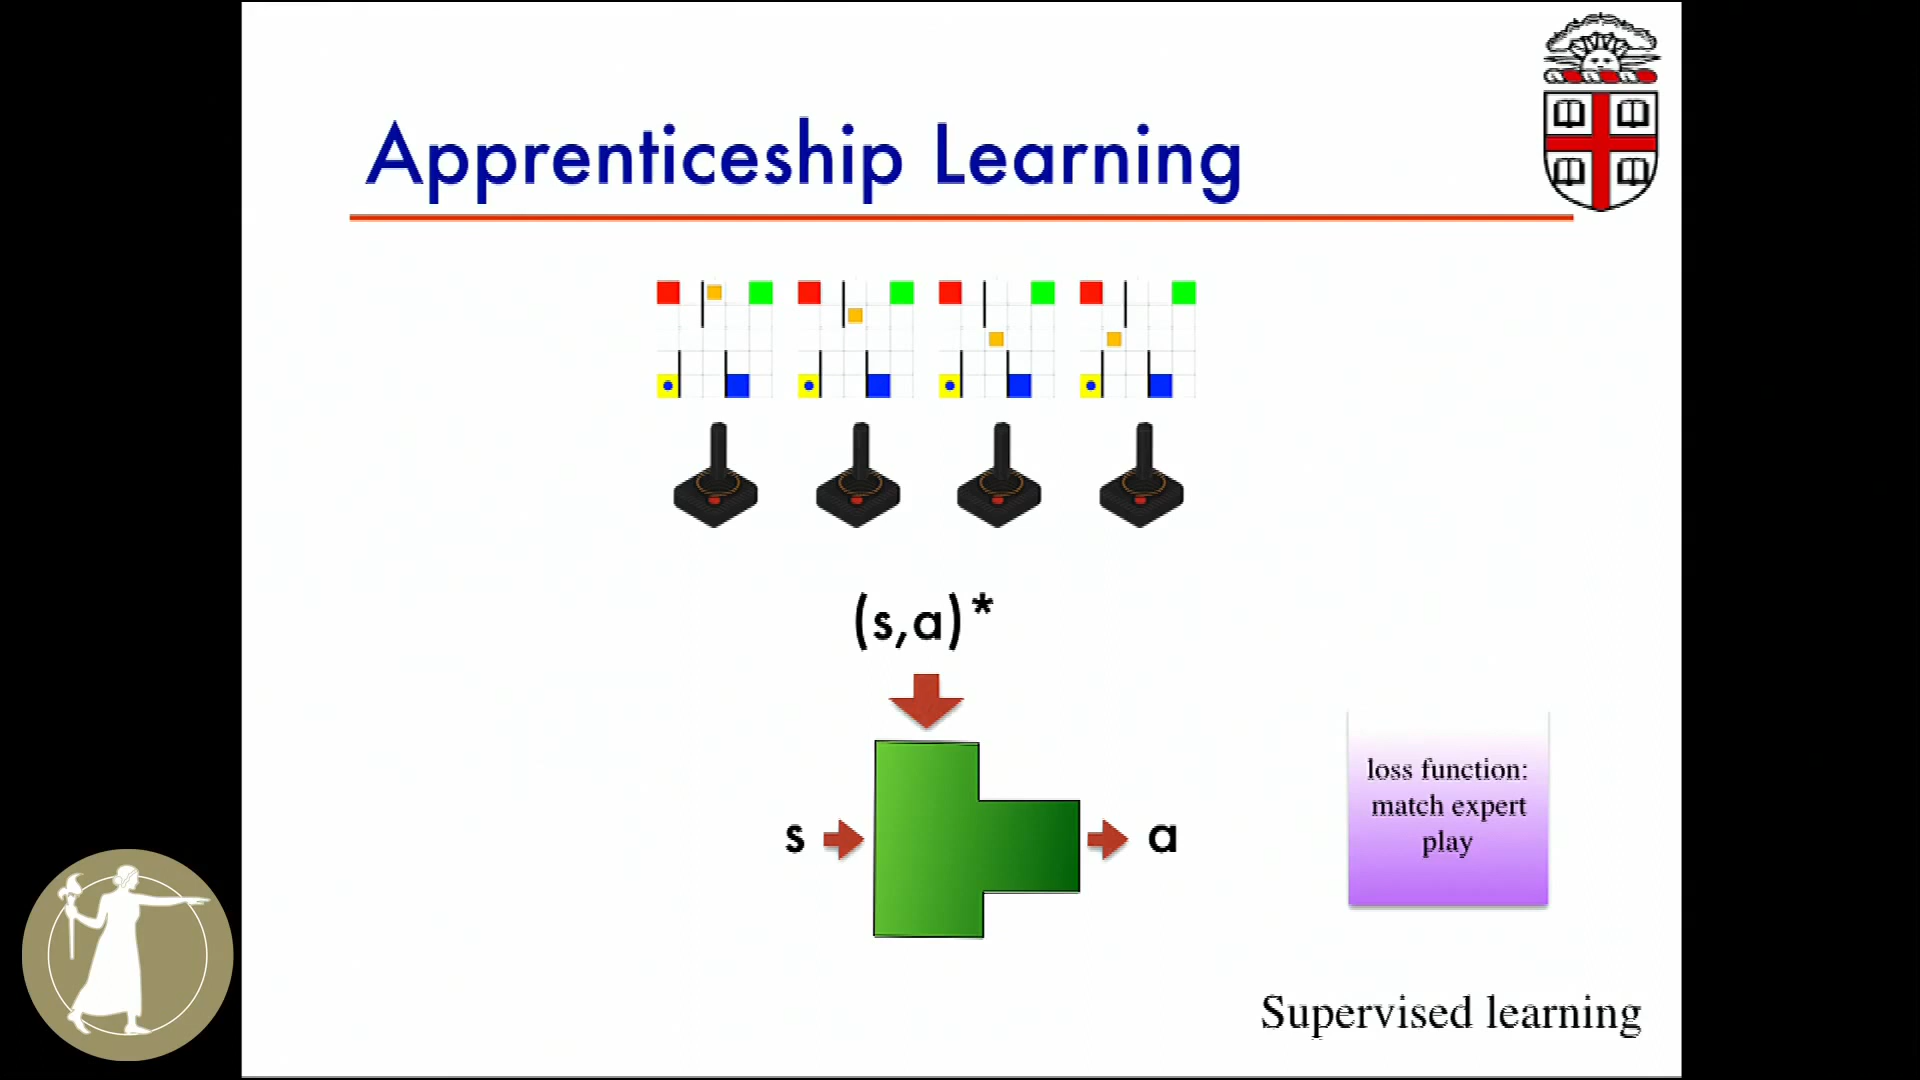 Apprenticeship Learning
(s,a)*
s
a
loss function:
match expert
play
Supervised learning